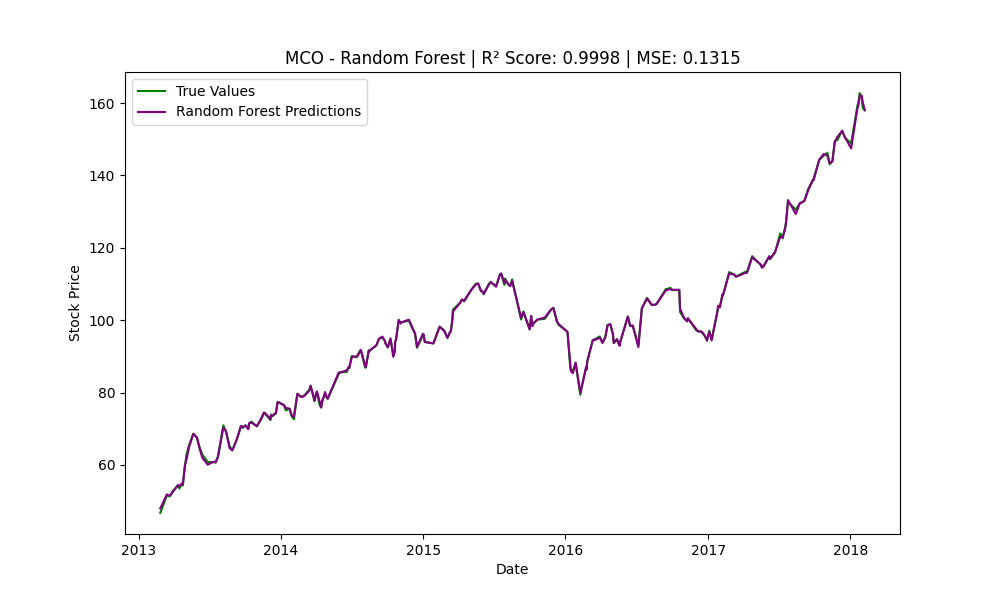 MCO - Random Forest | R² Score: 0.9998 | MSE: 0.1315
True Values
Random Forest Predictions
160
140
120
100
80
60
Stock Price
2013
2014
2015
2016
2017
2018
Date